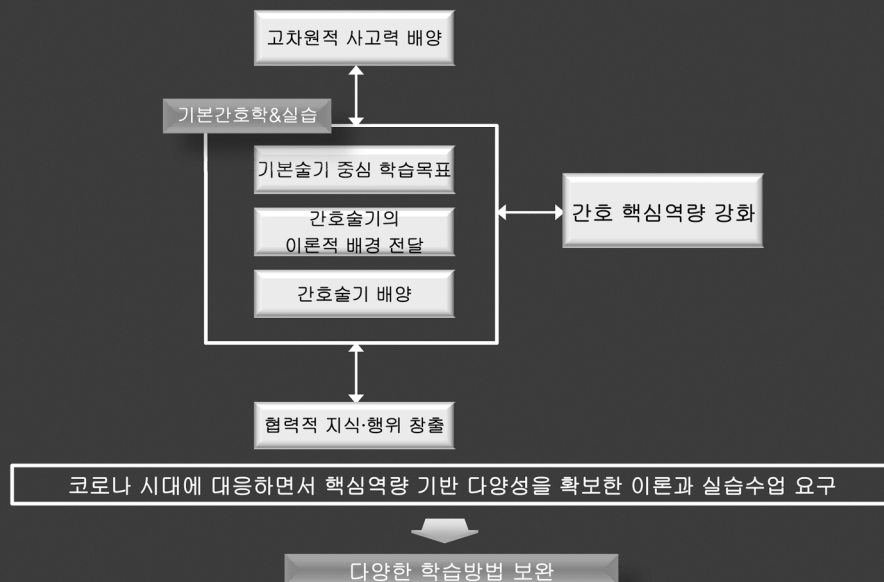 고차원적 사고력 배양
기본간호학&실습
기본술기 중심 학습목표
간호술기의
이론적 배경 전달
간호술기 배양
간호 핵심역량 강화
협력적 지식·행위 창출
코로나 시대에 대응하면서 핵심역량 기반 다양성을 확보한 이론과 실습수업 요구
다양한 학습방법 보완